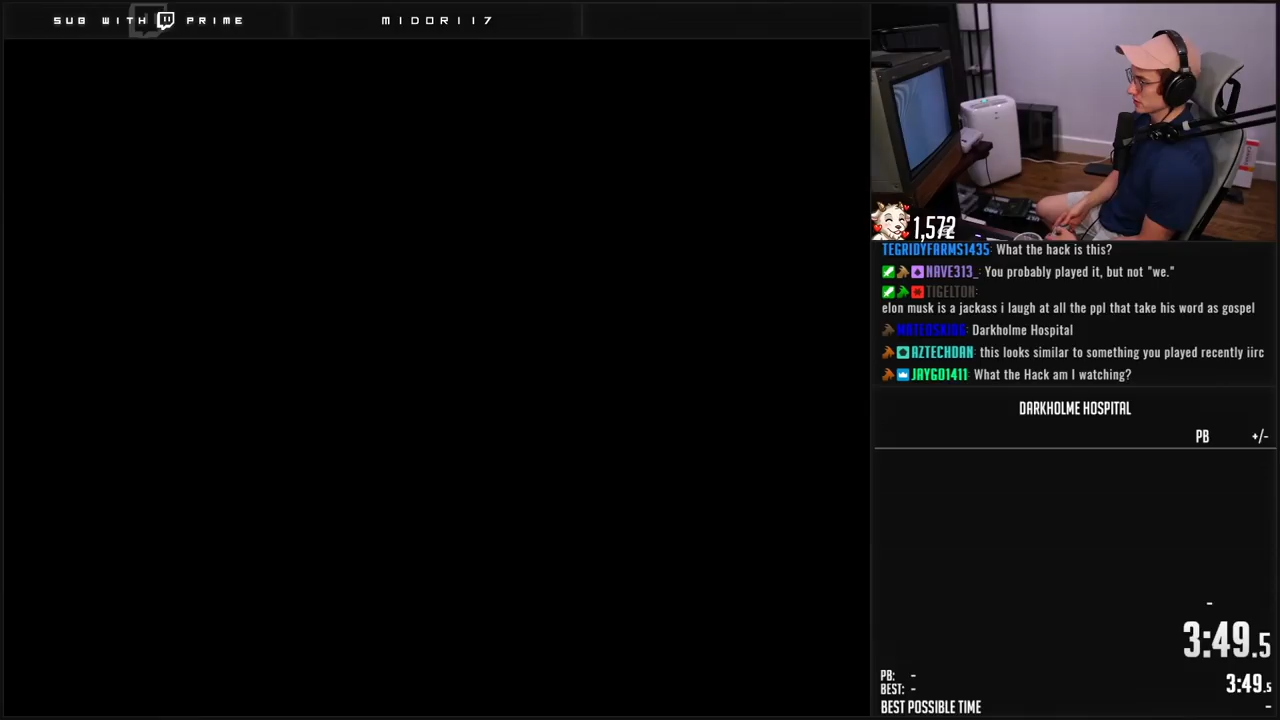 SUB WITH PRIME
MIDORII7
1,572
TEGRIDYFARMS1435: What the hack is this?
NAVE313_: You probably played it, but not "we."
TIGELTON:
elon musk is a jackass i laugh at all the ppl that take his word as gospel
MOTEOSKING: Darkholme Hospital
AZTECHDAN: this looks similar to something you played recently iirc
JAYGO1411: What the Hack am I watching?
DARKHOLME HOSPITAL
PB +/-
-
3:49.5
PB: -
BEST: - 3:49.5
BEST POSSIBLE TIME -